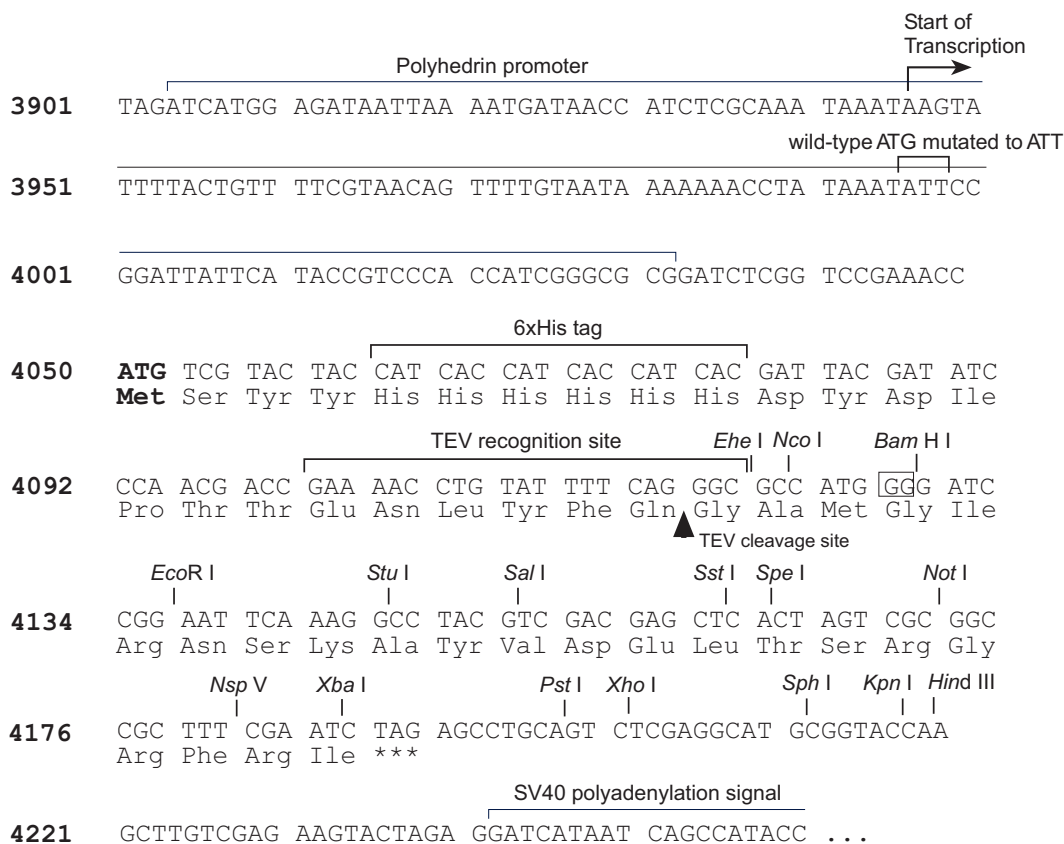 Start of
Transcription
Polyhedrin promoter
3901 TAGATCATGG AGATAATTAA AATGATAACC ATCTCGCAAA TAAATAAGTA
wild-type ATG mutated to ATT
3951 TTTTACTGTT TTCGTAACAG TTTTGTAATA AAAAAACCTA TAAATATTCC
4001 GGATTATTCA TACCGTCCCA CCATCGGGCG CGGATCTCGG TCCGAAACC
6xHis tag
4050 ATG TCG TAC TAC CAT CAC CAT CAC CAT CAC GAT TAC GAT ATC
Met Ser Tyr Tyr His His His His His His Asp Tyr Asp Ile
TEV recognition site Ehe I Nco I Bam H I
4092 CCA ACG ACC GAA AAC CTG TAT TTT CAG GGC GCC ATG GGG ATC
Pro Thr Thr Glu Asn Leu Tyr Phe Gln Gly Ala Met Gly Ile
TEV cleavage site
EcoR I Stu I Sal I Sst I Spe I Not I
4134 CGG AAT TCA AAG GCC TAC GTC GAC GAG CTC ACT AGT CGC GGC
Arg Asn Ser Lys Ala Tyr Val Asp Glu Leu Thr Ser Arg Gly
Nsp V Xba I Pst I Xho I Sph I Kpn I Hind III
4176 CGC TTT CGA ATC TAG AGCCTGCAGT CTCGAGGCAT GCGGTACCAA
Arg Phe Arg Ile ***
SV40 polyadenylation signal
4221 GCTTGTCGAG AAGTACTAGA GGATCATAAT CAGCCATACC ...